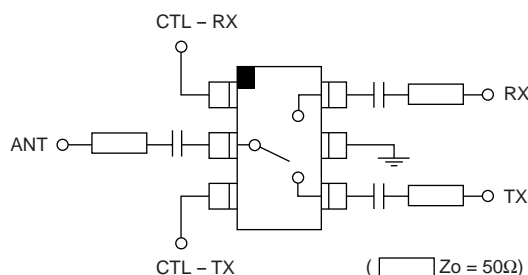 CTL – RX
RX
ANT
TX
CTL – TX
( Zo = 50Ω)